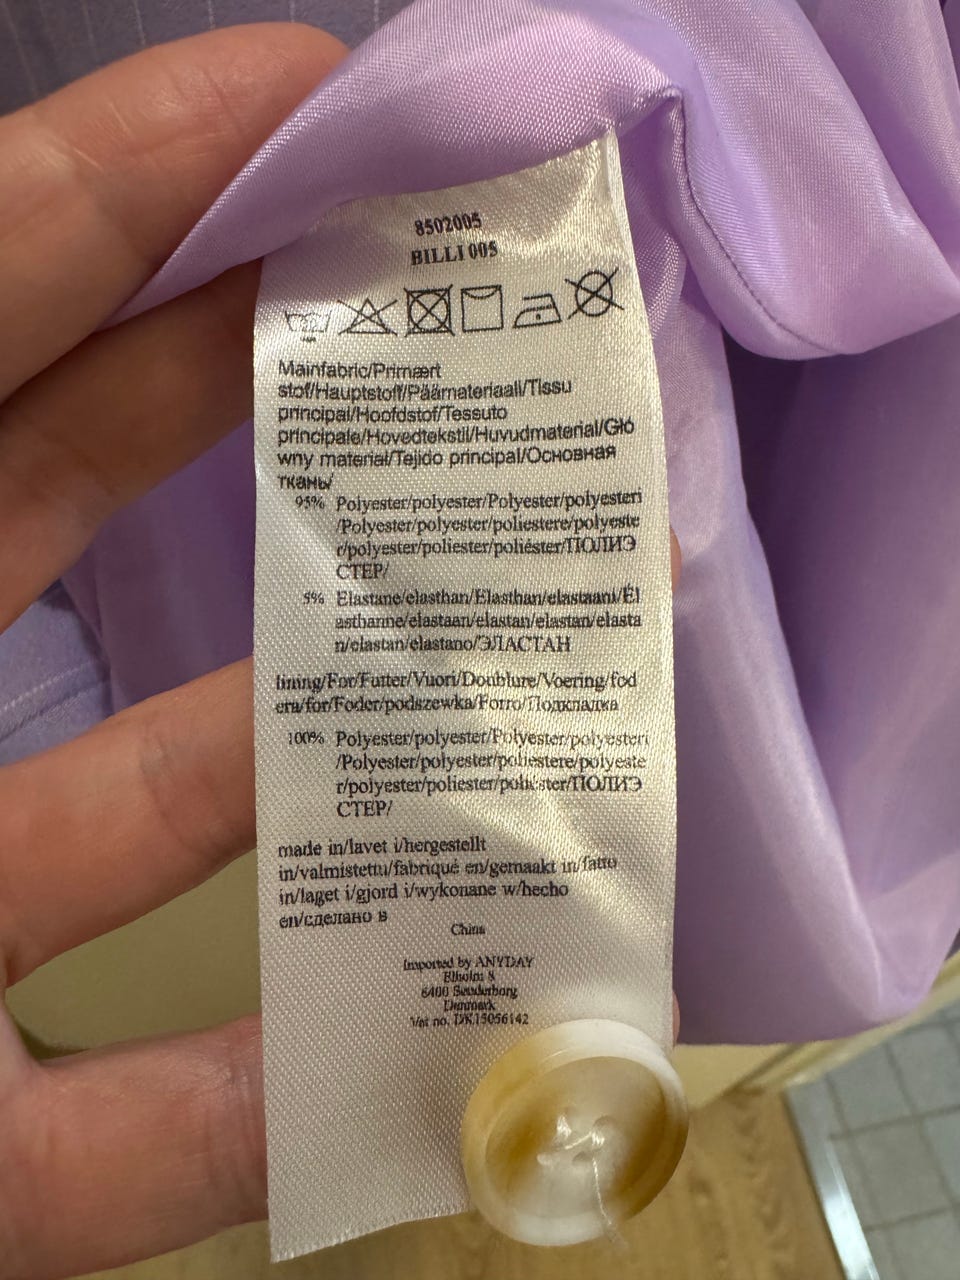 8502005
BILLI 005
Mainfabric/Primært
stof/Hauptstoff/Päämateriaali/Tissu
principal/Hoofdstof/Tessuto
principale/Hovedtekstil/Huvudmaterial/Głó
wny material/Tejido principal/Основная
ткань/
95% Polyester/polyester/Polyester/polyesteri
/Polyester/polyester/poliestere/polyeste
r/polyester/poliester/poliéster/ПОЛИЭ
СТЕР/
5% Elastane/elasthan/Elasthan/elastaani/Él
asthanne/elastaan/elastan/elastan/elasta
n/elastan/elastano/ЭЛАСТАН
lining/For/Futter/Vuori/Doublure/Voering/fod
era/for/Foder/podszewka/Forro/Подкладка
100% Polyester/polyester/Polyester/polyesteri
/Polyester/polyester/poliestere/polyeste
r/polyester/poliester/poliéster/ПОЛИЭ
СТЕР/
made in/lavet i/hergestellt
in/valmistettu/fabriqué en/gemaakt in/fatto
in/laget i/gjord i/wykonane w/hecho
en/сделано в
China
Imported by ANYDAY
Ellholm 8
6400 Sønderborg
Denmark
Vat no. DK15056142